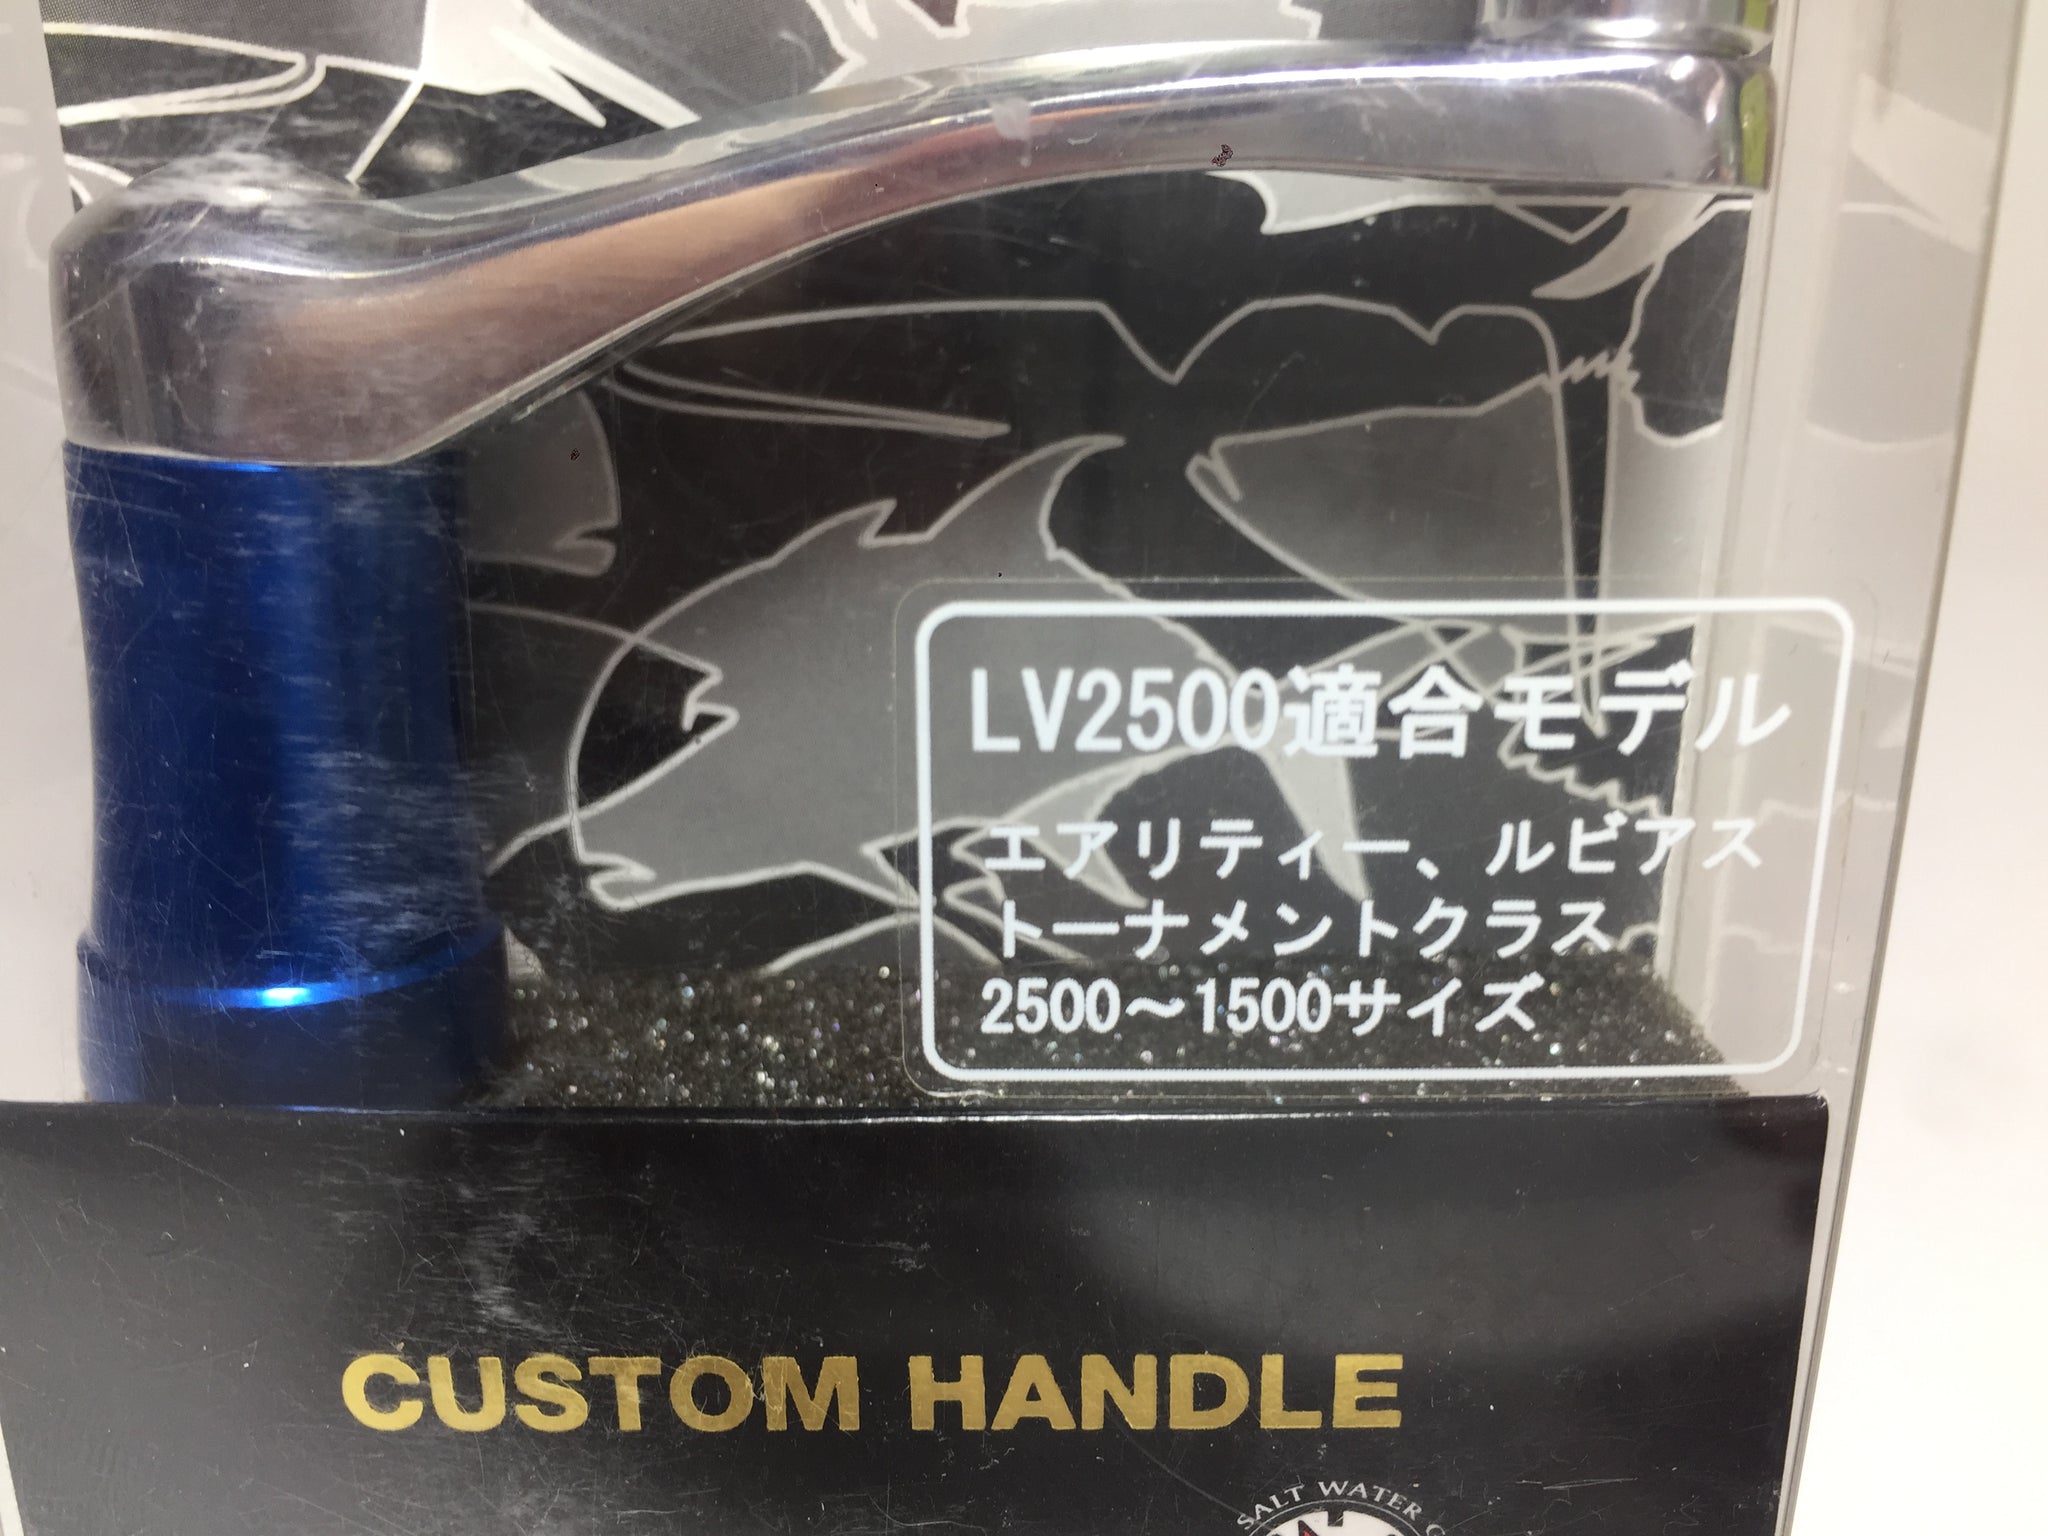 LV2500適合モデル
エアリティー、ルビアス
トーナメントクラス
2500～1500サイズ
CUSTOM HANDLE
SALT WATER